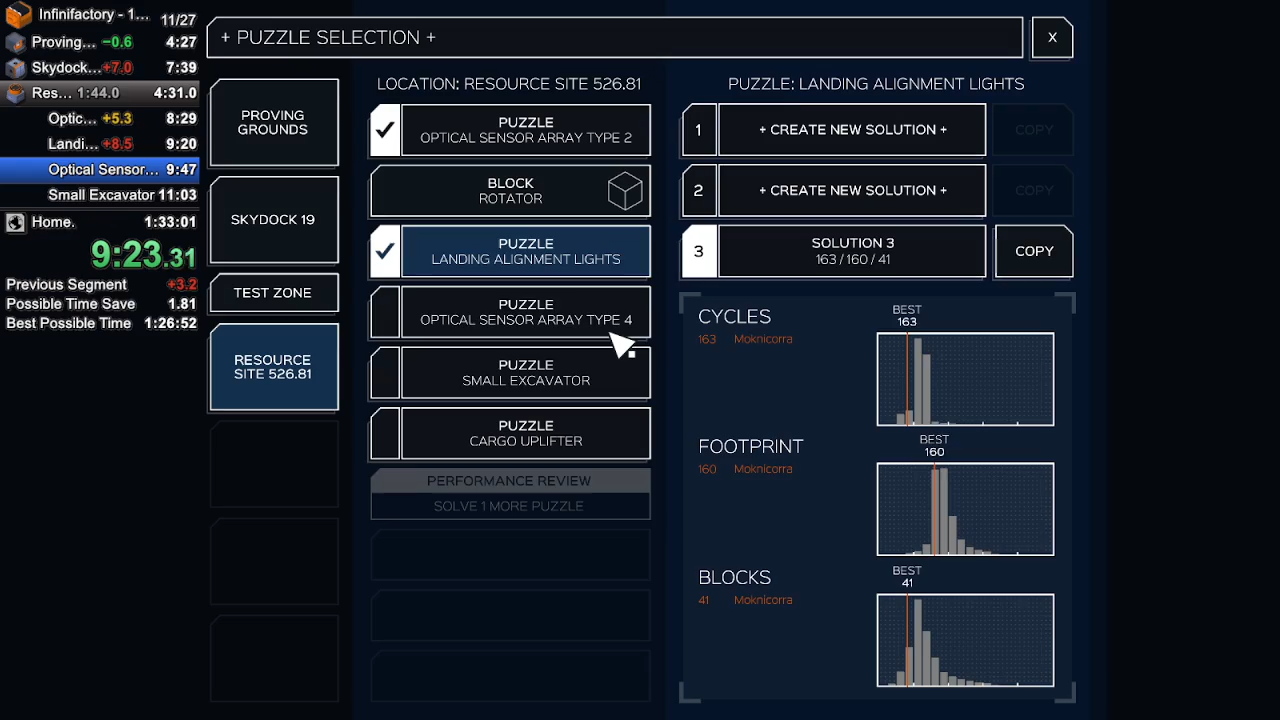 Infinifactory - 1... 11/27
Proving... −0.6 4:27
Skydock... +7.0 7:39
Res... 1:44.0 4:31.0
Optic... +5.3 8:29
Landi... +8.5 9:20
Optical Sensor... 9:47
Small Excavator 11:03
Home. 1:33:01
9:23.31
Previous Segment +3.2
Possible Time Save 1.81
Best Possible Time 1:26:52
+ PUZZLE SELECTION +
X
PROVING
GROUNDS
SKYDOCK 19
TEST ZONE
RESOURCE
SITE 526.81
LOCATION: RESOURCE SITE 526.81
PUZZLE
OPTICAL SENSOR ARRAY TYPE 2
BLOCK
ROTATOR
PUZZLE
LANDING ALIGNMENT LIGHTS
PUZZLE
OPTICAL SENSOR ARRAY TYPE 4
PUZZLE
SMALL EXCAVATOR
PUZZLE
CARGO UPLIFTER
PERFORMANCE REVIEW
SOLVE 1 MORE PUZZLE
PUZZLE: LANDING ALIGNMENT LIGHTS
1 + CREATE NEW SOLUTION + COPY
2 + CREATE NEW SOLUTION + COPY
3 SOLUTION 3 COPY
163 / 160 / 41
CYCLES
163 Moknicorra
BEST
163
FOOTPRINT
160 Moknicorra
BEST
160
BLOCKS
41 Moknicorra
BEST
41